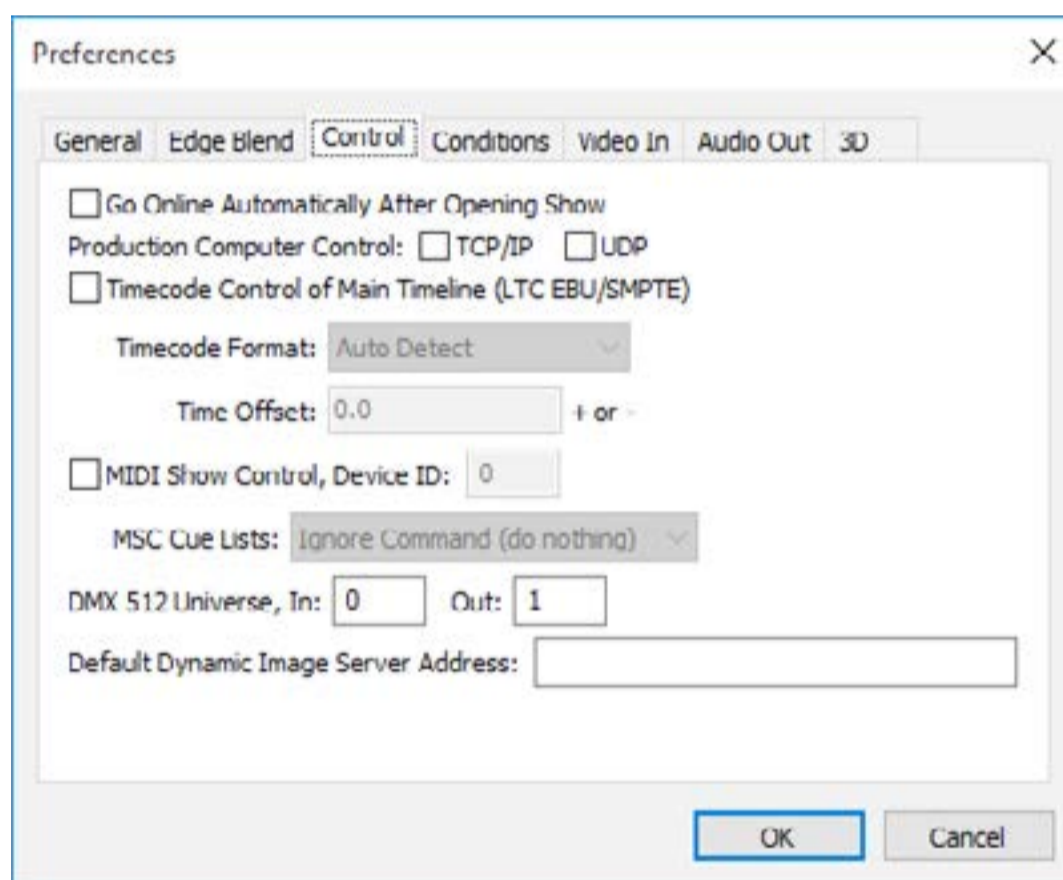 Preferences
General Edge Blend Control Conditions Video In Audio Out 3D
Go Online Automatically After Opening Show
Production Computer Control: TCP/IP UDP
Timecode Control of Main Timeline (LTC EBU/SMPTE)
Timecode Format: Auto Detect
Time Offset: 0.0 + or -
MIDI Show Control, Device ID: 0
MSC Cue Lists: Ignore Command (do nothing)
DMX 512 Universe, In: 0 Out: 1
Default Dynamic Image Server Address:
OK Cancel